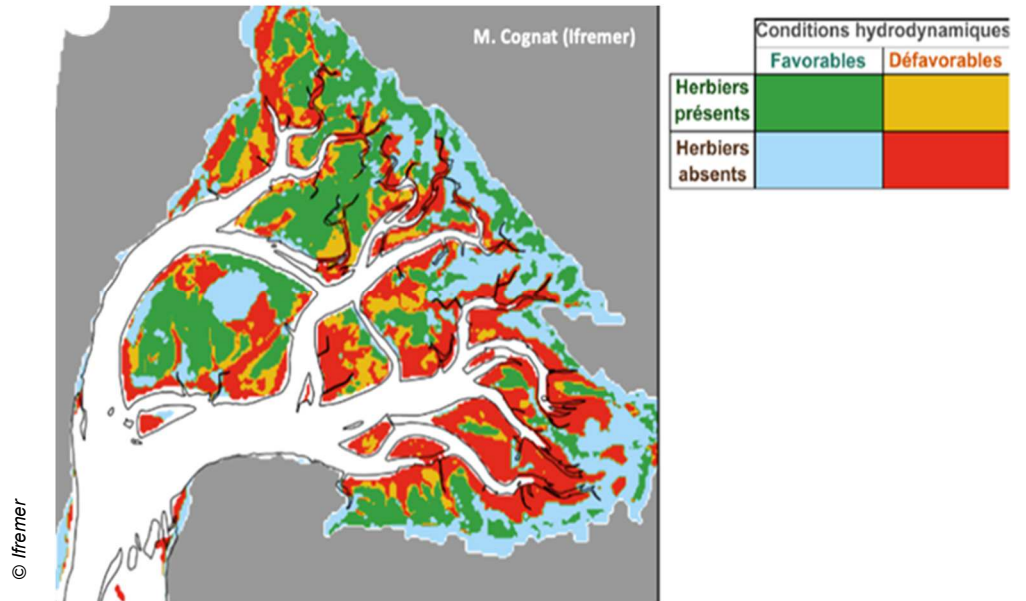 M. Cognat (Ifremer)
Conditions hydrodynamiques
Favorables Défavorables
Herbiers
présents
Herbiers
absents
© Ifremer